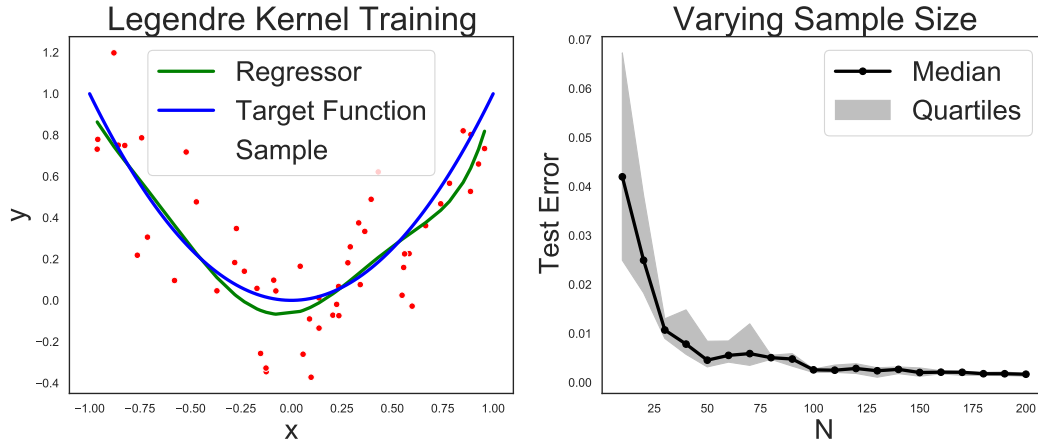 Legendre Kernel Training
1.2
1.0
0.8
0.6
0.4
0.2
0.0
−0.2
−0.4
y
Regressor
Target Function
Sample
−1.00 −0.75 −0.50 −0.25 0.00 0.25 0.50 0.75 1.00
x
Varying Sample Size
0.07
0.06
0.05
0.04
0.03
0.02
0.01
0.00
Test Error
Median
Quartiles
25 50 75 100 125 150 175 200
N